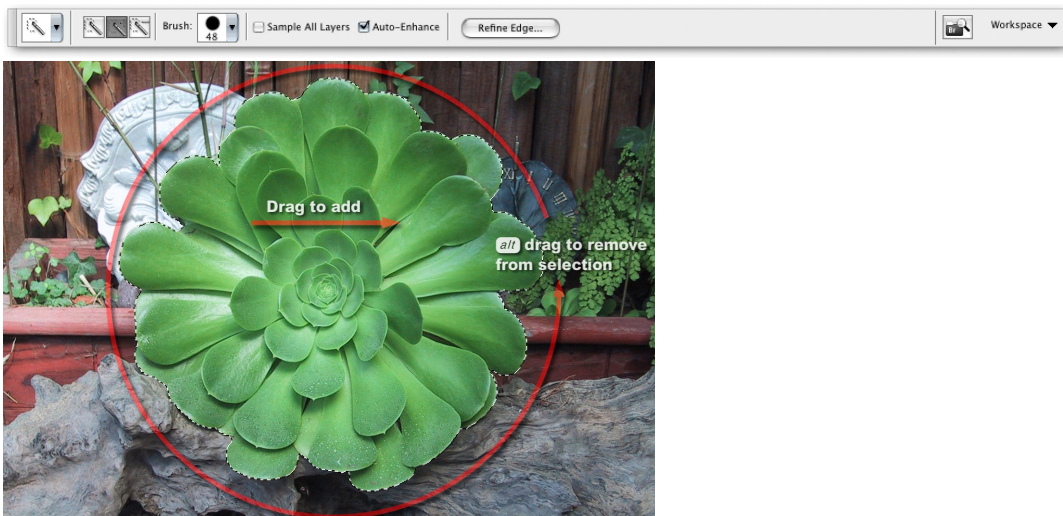 Brush:
48
Sample All Layers
Auto-Enhance
Refine Edge...
Br
Workspace
Drag to add
alt drag to remove
from selection